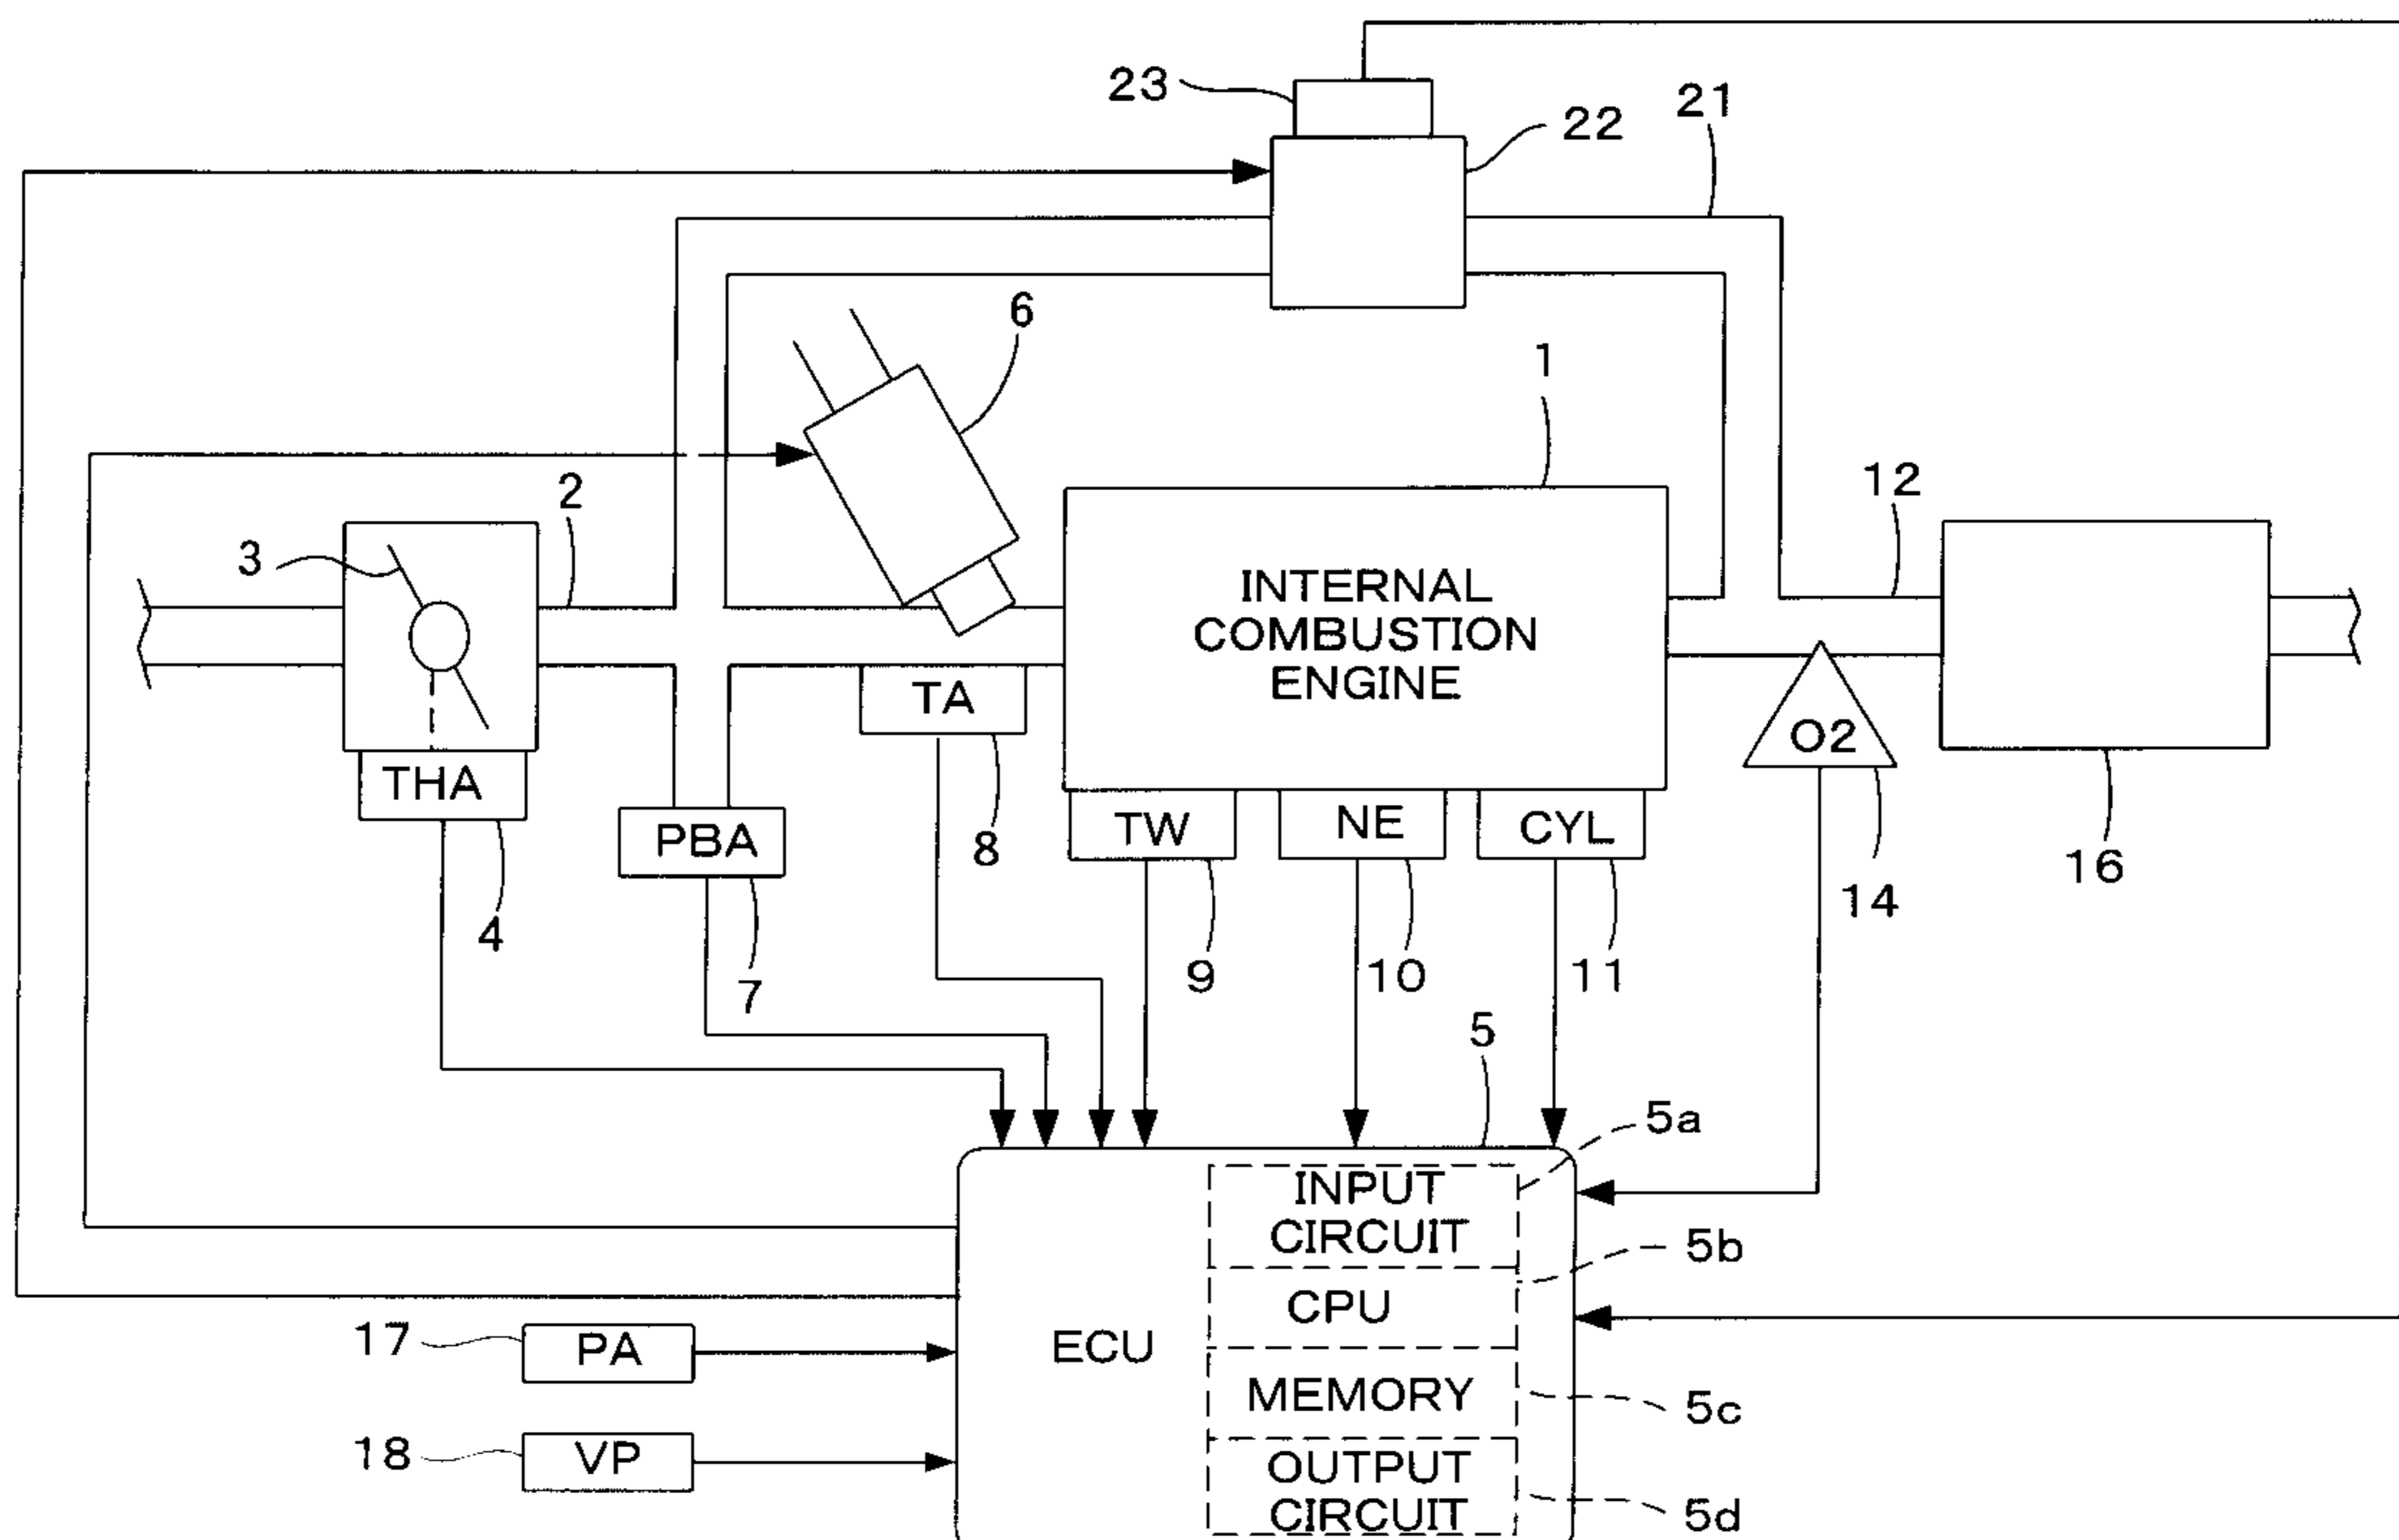 23
22
21
6
1
2
12
3
INTERNAL
COMBUSTION
ENGINE
TA
O2
THA
PBA
8
TW
NE
CYL
16
14
4
7
9
10
11
5
5a
INPUT
CIRCUIT
5b
CPU
17
PA
ECU
MEMORY
5c
18
VP
OUTPUT
CIRCUIT
5d